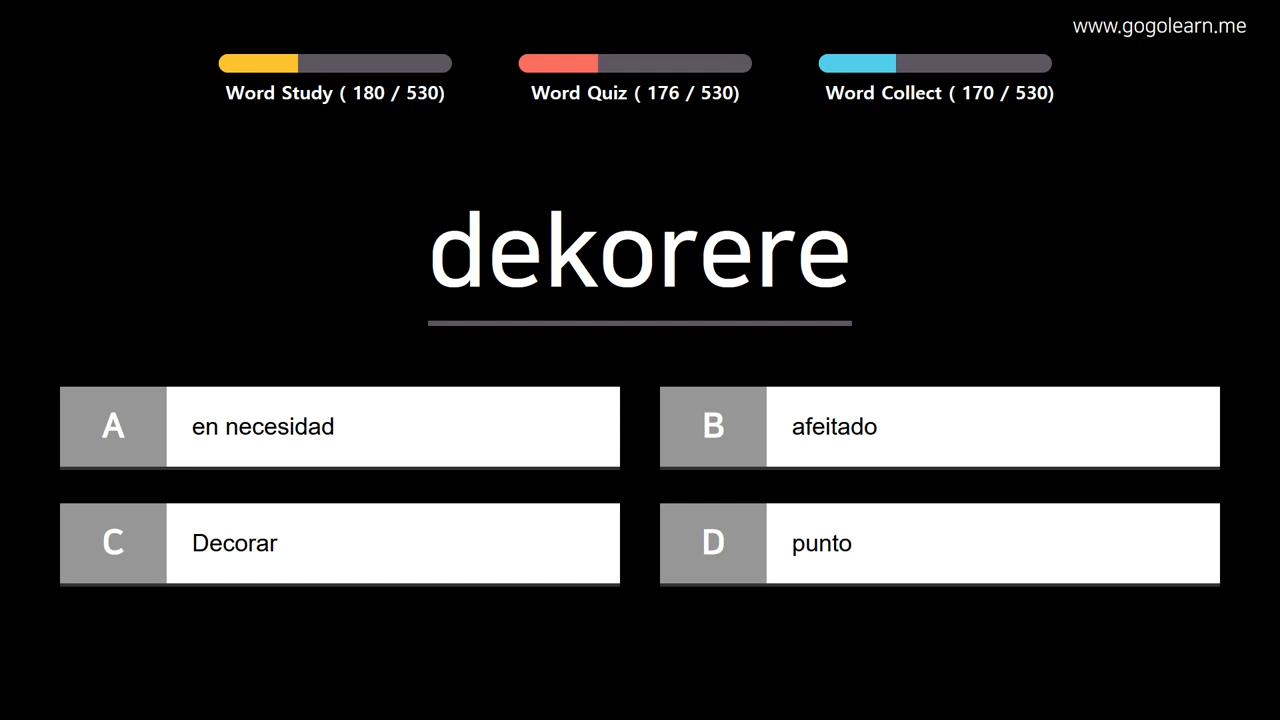 www.gogolearn.me
Word Study ( 180 / 530)
Word Quiz ( 176 / 530)
Word Collect ( 170 / 530)
dekorere
A en necesidad
B afeitado
C Decorar
D punto